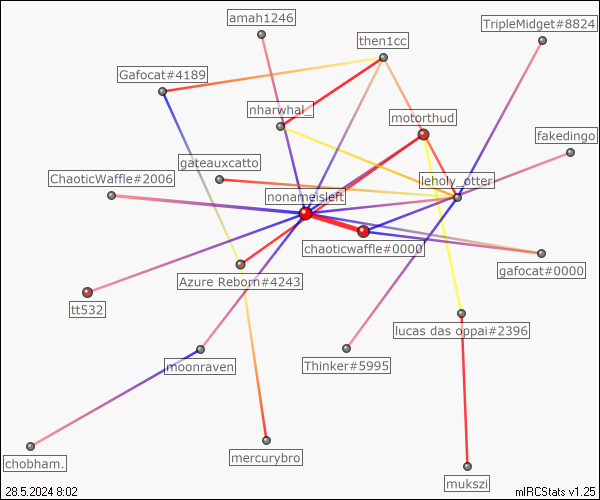 amah1246
TripleMidget#8824
then1cc
Gafocat#4189
nharwhal_
motorthud
fakedingo
gateauxcatto
ChaoticWaffle#2006
leholy_otter
nonameisleft
chaoticwaffle#0000
gafocat#0000
Azure Reborn#4243
tt532
lucas das oppai#2396
moonraven
Thinker#5995
mercurybro
chobham.
mukszi
28.5.2024 8:02
mIRCStats v1.25